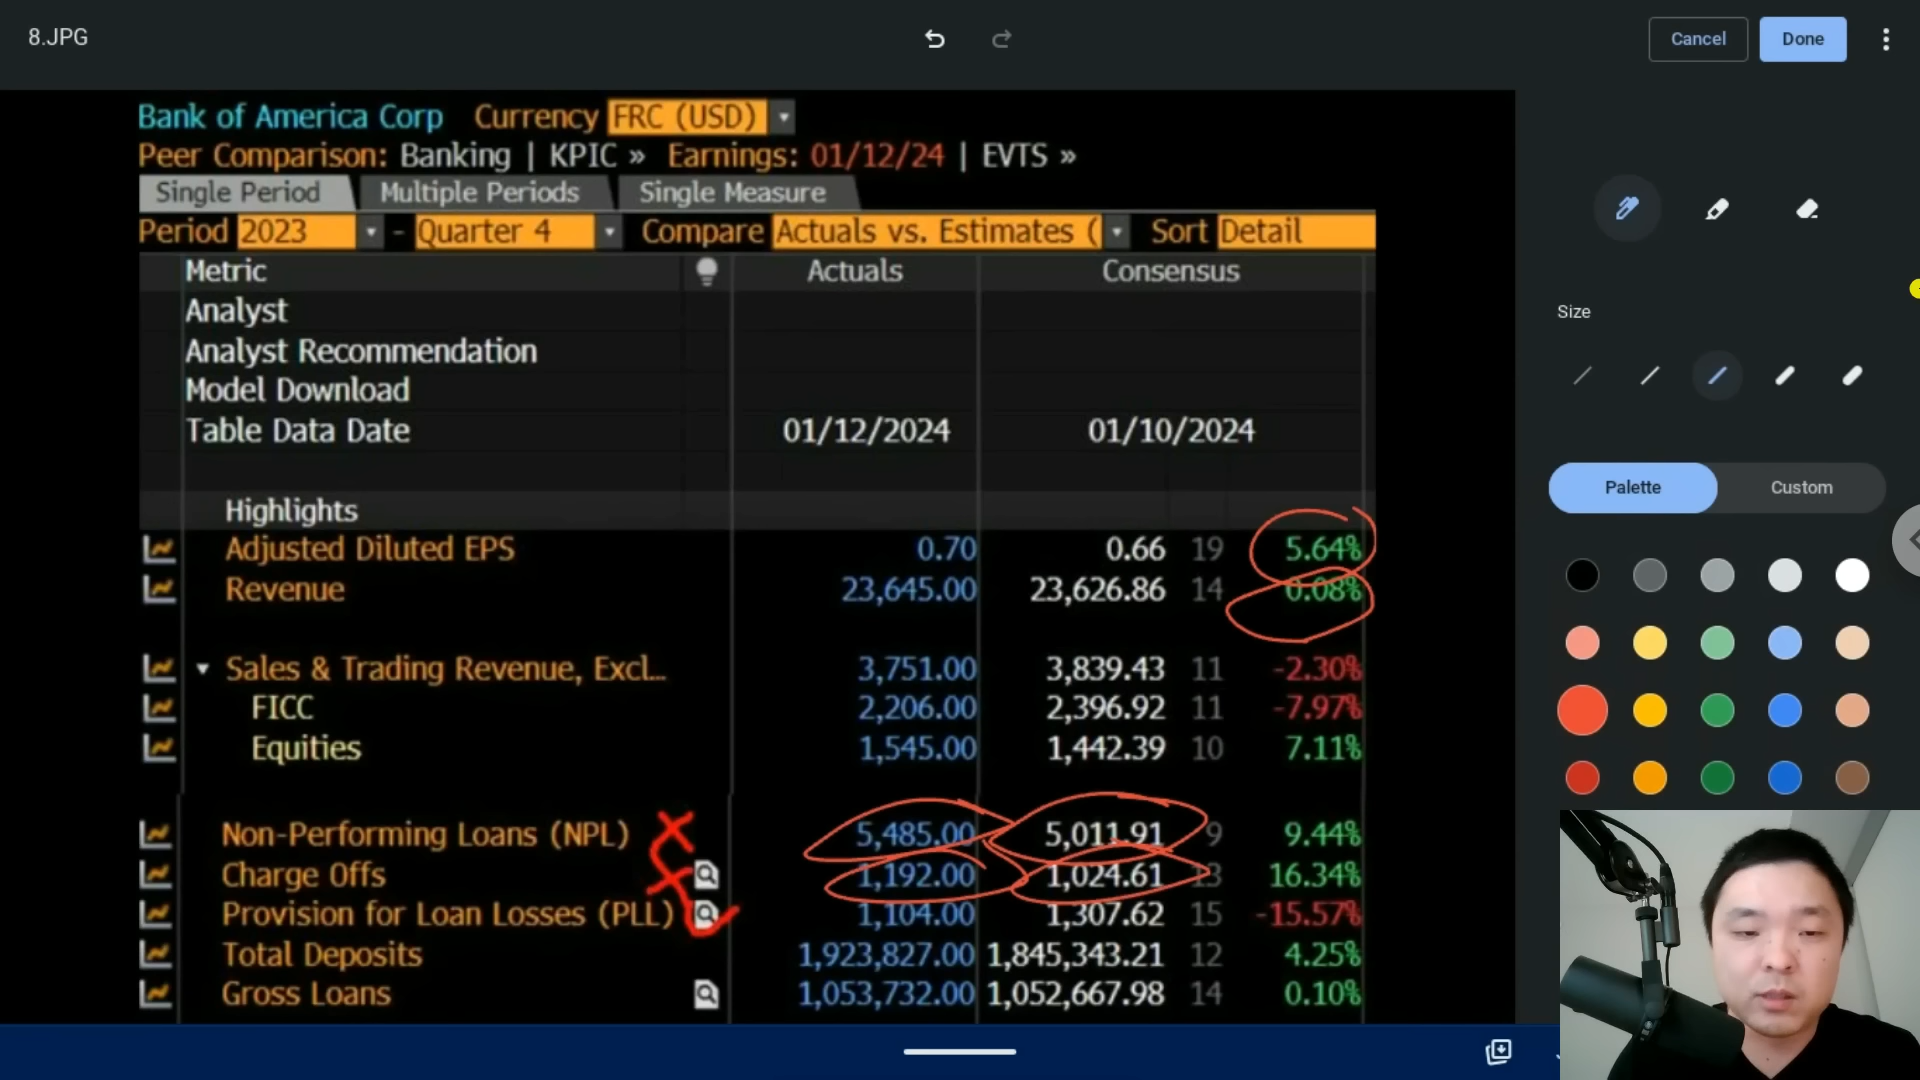 8.JPG
Cancel
Done
Bank of America Corp Currency FRC (USD)
Peer Comparison: Banking | KPIC » Earnings: 01/12/24 | EVTS »
Single Period Multiple Periods Single Measure
Period 2023 - Quarter 4 Compare Actuals vs. Estimates ( Sort Detail
Metric Actuals Consensus
Analyst
Analyst Recommendation
Model Download
Table Data Date 01/12/2024 01/10/2024
Highlights
Adjusted Diluted EPS 0.70 0.66 19 5.64%
Revenue 23,645.00 23,626.86 14 0.08%
Sales & Trading Revenue, Excl... 3,751.00 3,839.43 11 -2.30%
FICC 2,206.00 2,396.92 11 -7.97%
Equities 1,545.00 1,442.39 10 7.11%
Non-Performing Loans (NPL) 5,485.00 5,011.91 9 9.44%
Charge Offs 1,192.00 1,024.61 13 16.34%
Provision for Loan Losses (PLL) 1,104.00 1,307.62 15 -15.57%
Total Deposits 1,923,827.00 1,845,343.21 12 4.25%
Gross Loans 1,053,732.00 1,052,667.98 14 0.10%
Size
Palette
Custom